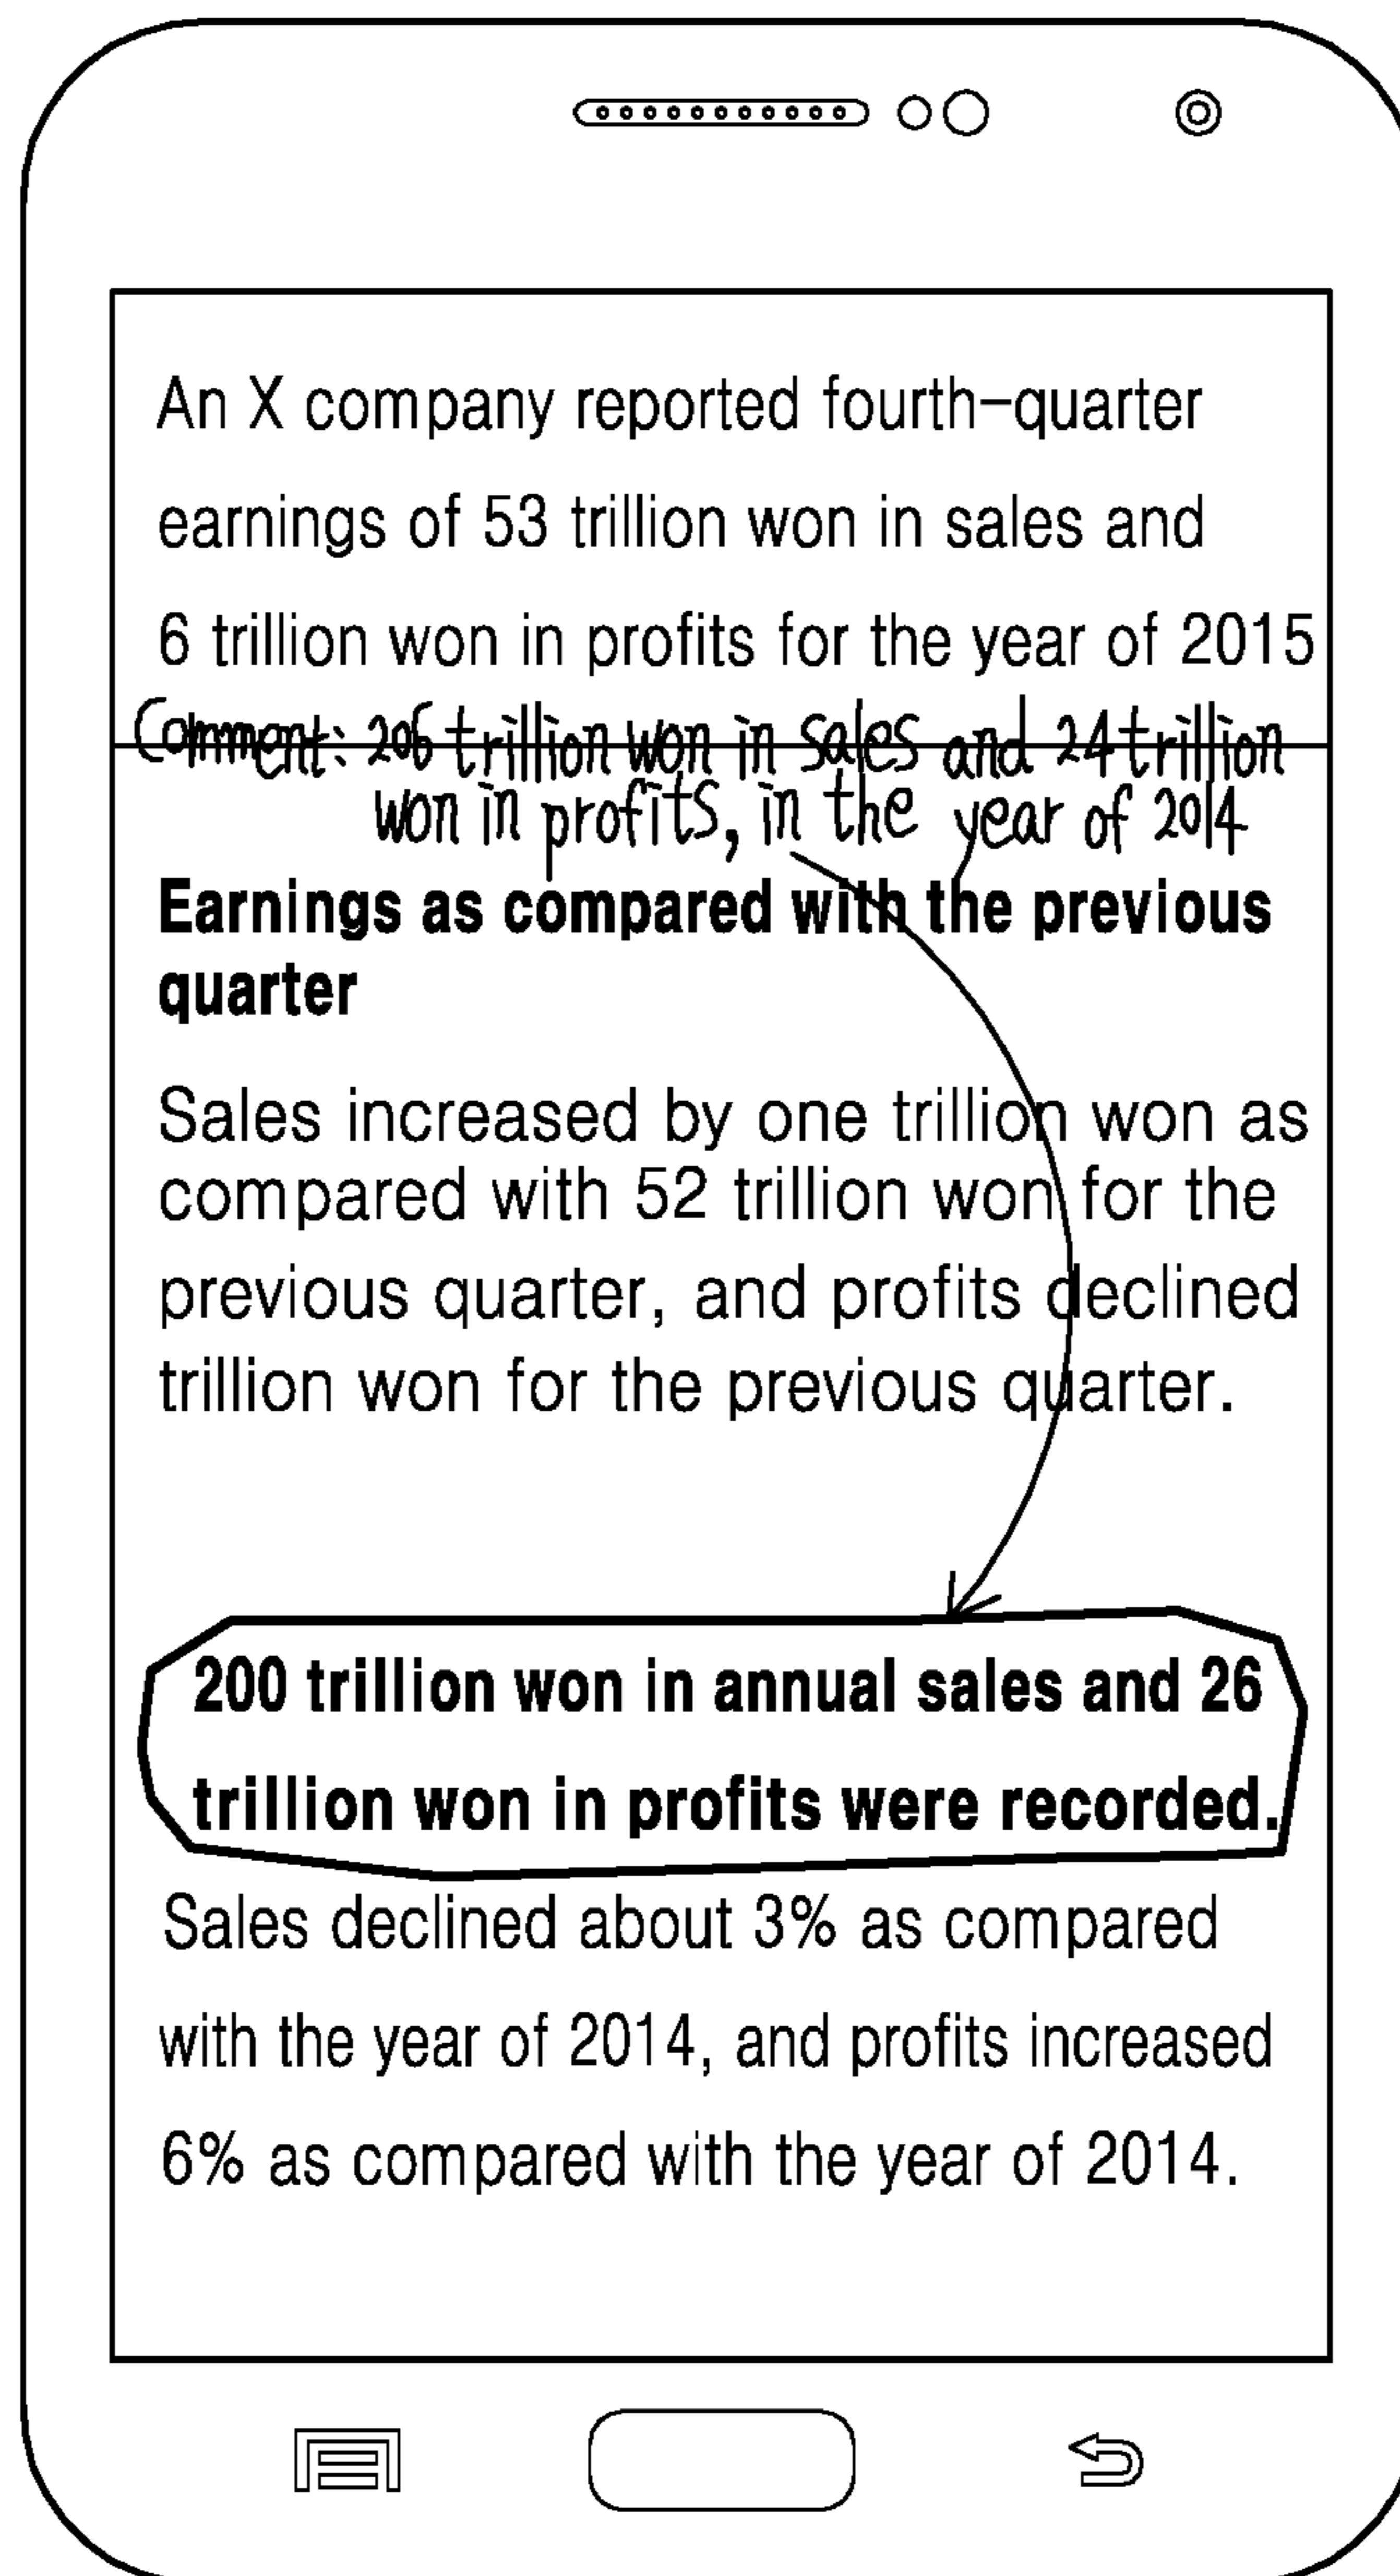 An X company reported fourth-quarter
earnings of 53 trillion won in sales and
6 trillion won in profits for the year of 2015
Comment: 206 trillion won in sales and 24 trillion
won in profits, in the year of 2014
Earnings as compared with the previous
quarter
Sales increased by one trillion won as
compared with 52 trillion won for the
previous quarter, and profits declined
trillion won for the previous quarter.
200 trillion won in annual sales and 26
trillion won in profits were recorded.
Sales declined about 3% as compared
with the year of 2014, and profits increased
6% as compared with the year of 2014.